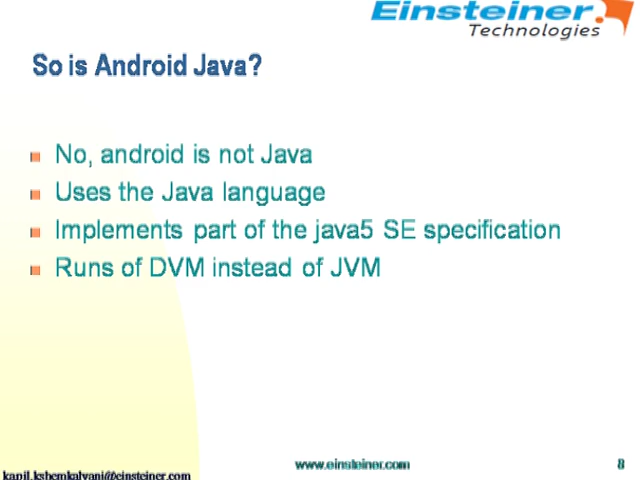 Einsteiner
Technologies
So is Android Java?
No, android is not Java
Uses the Java language
Implements part of the java5 SE specification
Runs of DVM instead of JVM
kapil.kshemkalyani@einsteiner.com
www.einsteiner.com
8